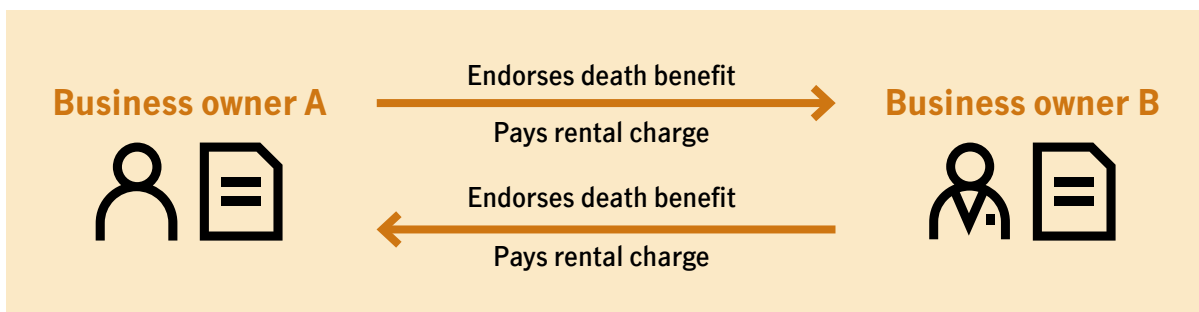 Business owner A
Endorses death benefit
Pays rental charge
Business owner B
Endorses death benefit
Pays rental charge